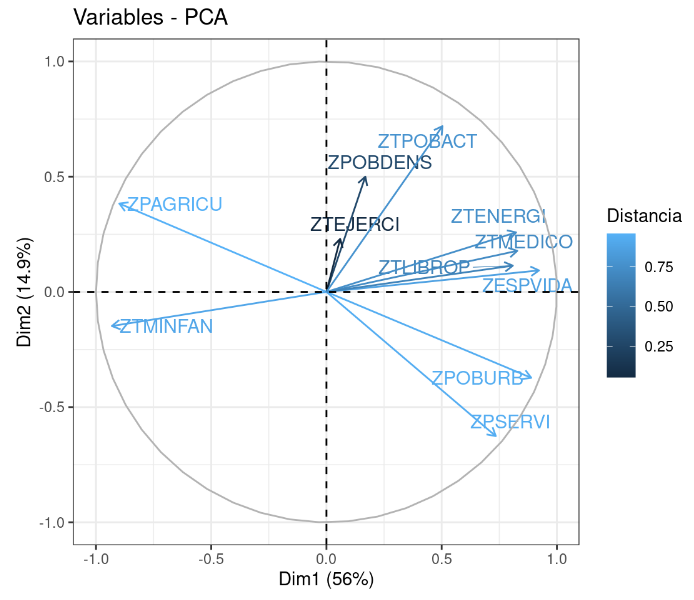 Variables - PCA
1.0
0.5
0.0
-0.5
-1.0
Dim2 (14.9%)
ZTPOBACT
ZPOBDENS
ZPAGRICU
ZTENERGI
ZTEJERCI
ZTMEDICO
ZTLIBROP
ZESPVIDA
ZTMINFAN
ZPOBURB
ZPSERVI
-1.0
-0.5
0.0
0.5
1.0
Dim1 (56%)
Distancia
0.75
0.50
0.25